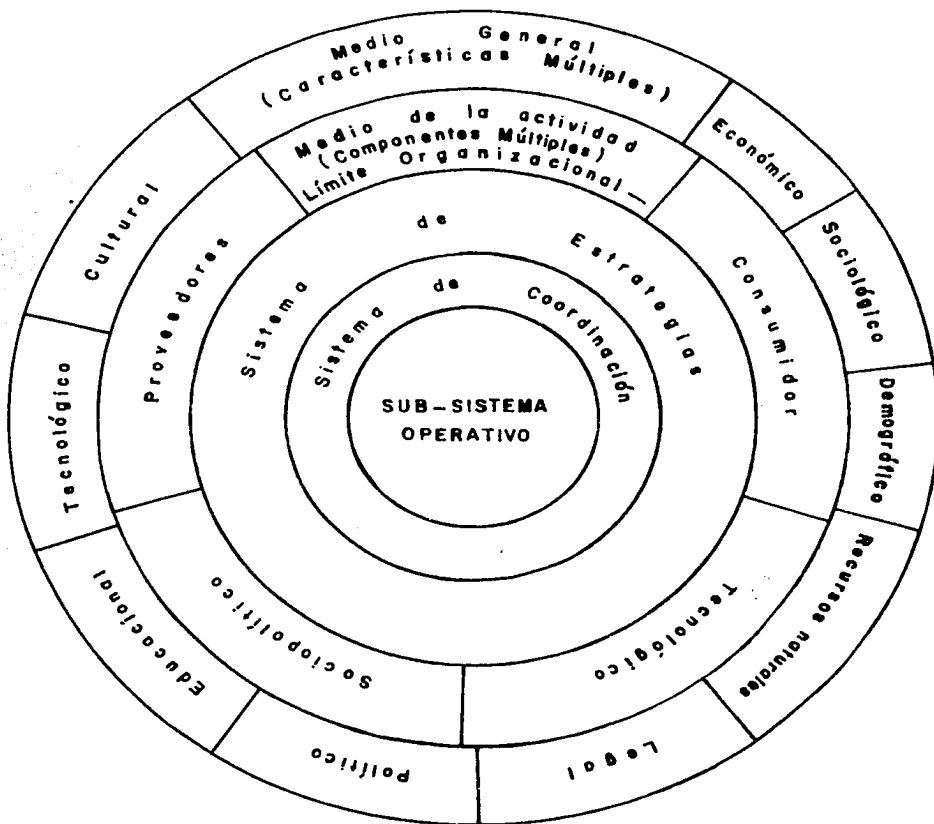 Medio General
(Características Múltiples)
Económico
Sociológico
Demográfico
Recursos naturales
Legal
Político
Educacional
Tecnológico
Cultural
Medio de la actividad
(Componentes Múltiples)
Límite Organizacional —
Consumidor
Tecnológico
Sociopolítico
Proveedores
Sistema de Estrategias
Sistema de Coordinación
SUB-SISTEMA
OPERATIVO